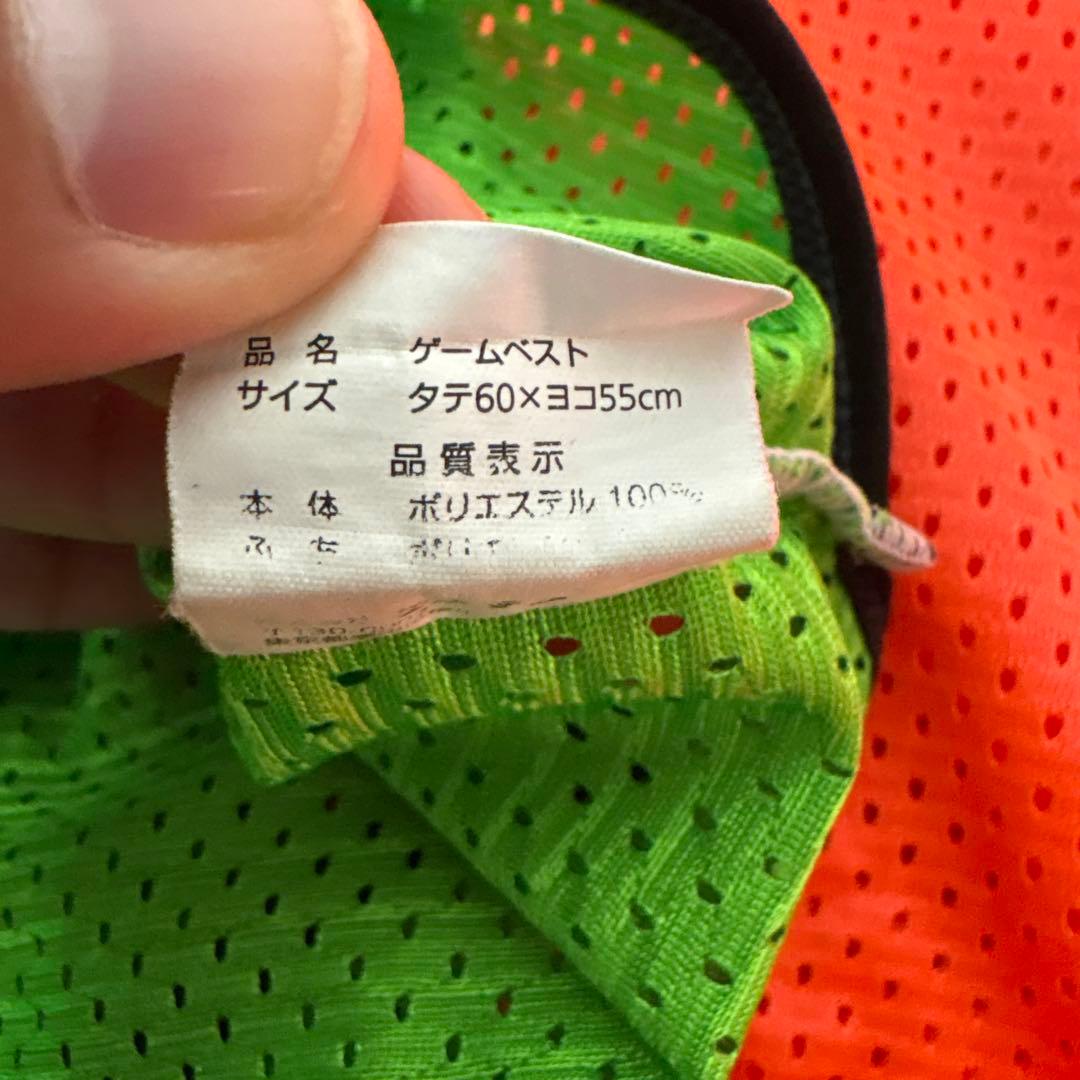 品 名 ゲームベスト
サイズ タテ60×ヨコ55cm
品質表示
本 体 ポリエステル 100%